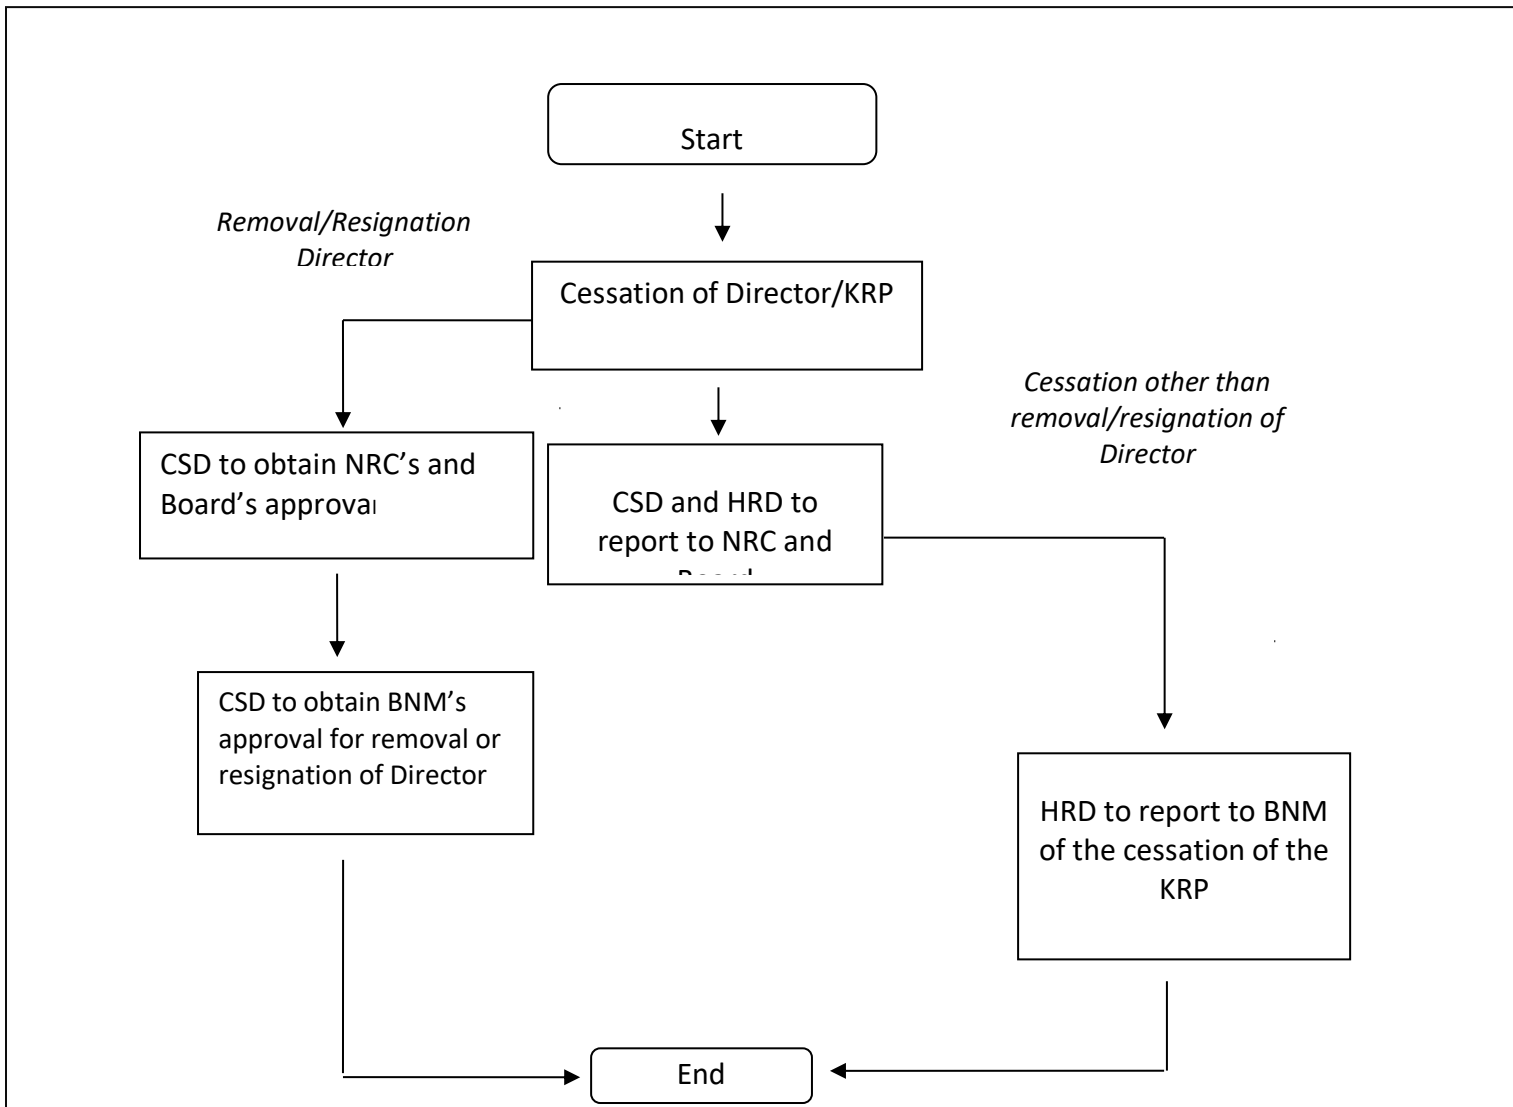 Start
Removal/Resignation
Director
Cessation of Director/KRP
Cessation other than
removal/resignation of
Director
CSD to obtain NRC’s and
Board’s approval
CSD and HRD to
report to NRC and
Board
CSD to obtain BNM’s
approval for removal or
resignation of Director
HRD to report to BNM
of the cessation of the
KRP
End